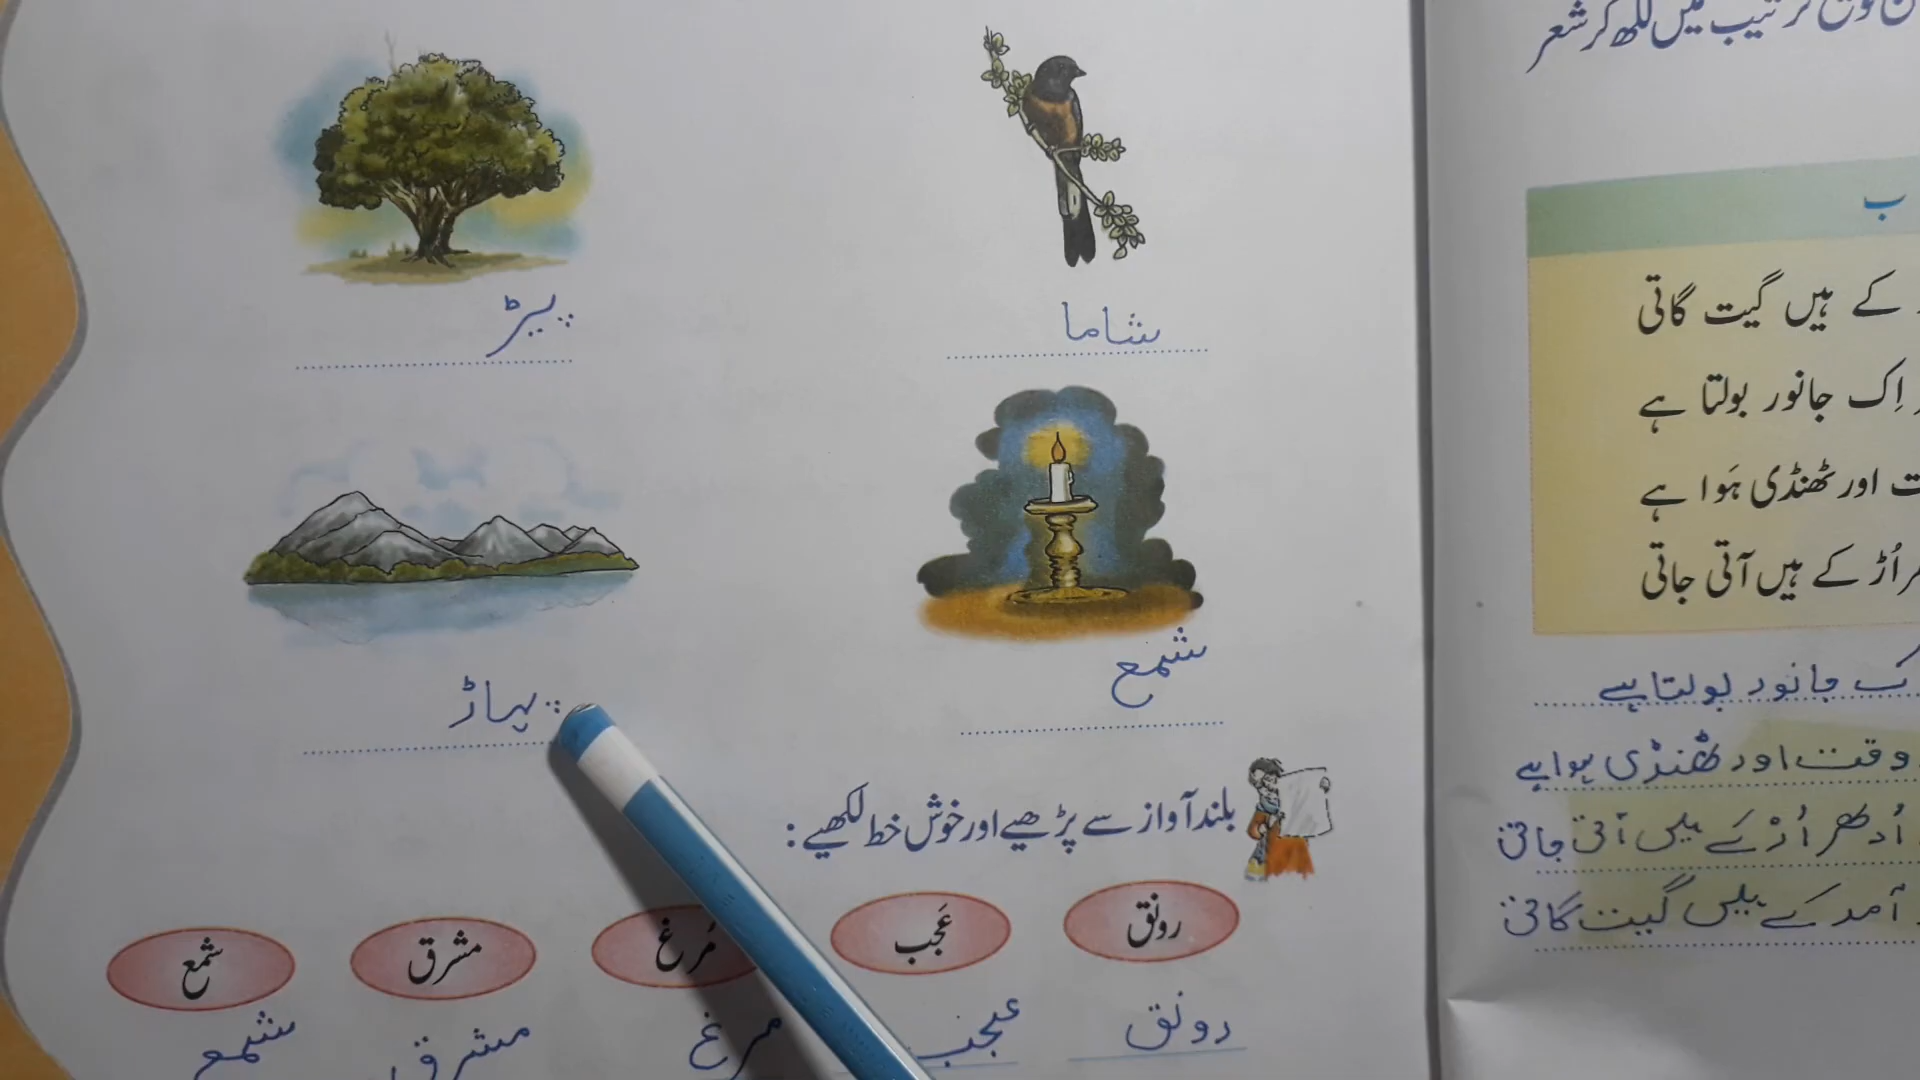 ترتیب میں لکھ کر شعر
ب
کے ہیں گیت گاتی
اِک جانور بولتا ہے
اور ٹھنڈی ہَوا ہے
اُڑ کے ہیں آتی جاتی
جانور بولتا ہے
وقت اور ٹھنڈی ہوا ہے
اُدھر اُڑ کے ہیں آتی جاتی
آمد کے ہیں گیت گاتی
شاما
پیڑ
شمع
پہاڑ
بلند آواز سے پڑھیے اور خوش خط لکھیے :
رونق عَجب مُرغ مشرق شمع
رونق عجب مرغ مشرق شمع